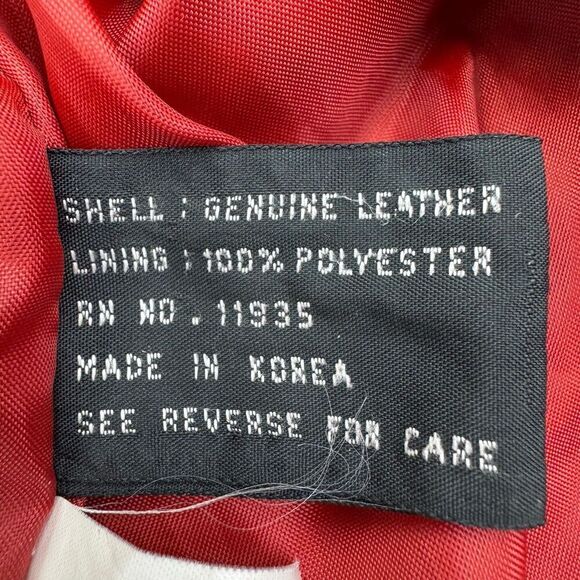 SHELL : GENUINE LEATHER
LINING : 100% POLYESTER
RN NO. 11935
MADE IN KOREA
SEE REVERSE FOR CARE